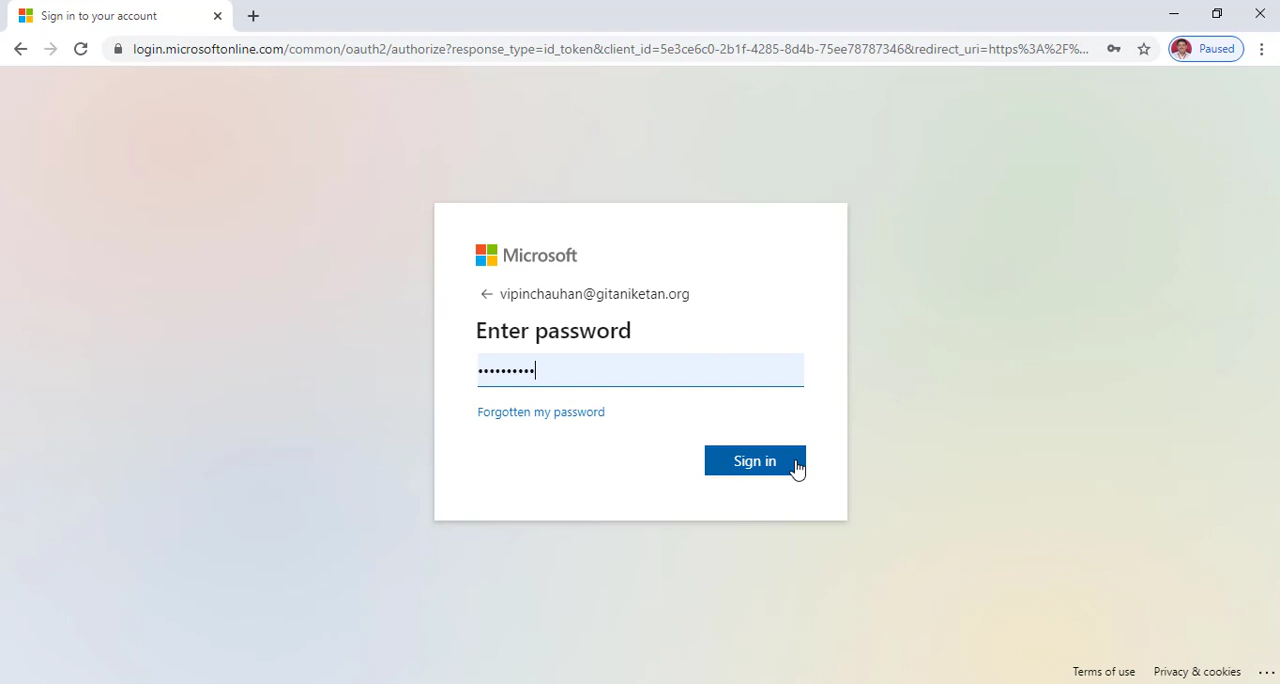 Sign in to your account
login.microsoftonline.com/common/oauth2/authorize?response_type=id_token&client_id=5e3ce6c0-2b1f-4285-8d4b-75ee78787346&redirect_uri=https%3A%2F%...
Paused
Microsoft
vipinchauhan@gitaniketan.org
Enter password
••••••••••
Forgotten my password
Sign in
Terms of use Privacy & cookies ...